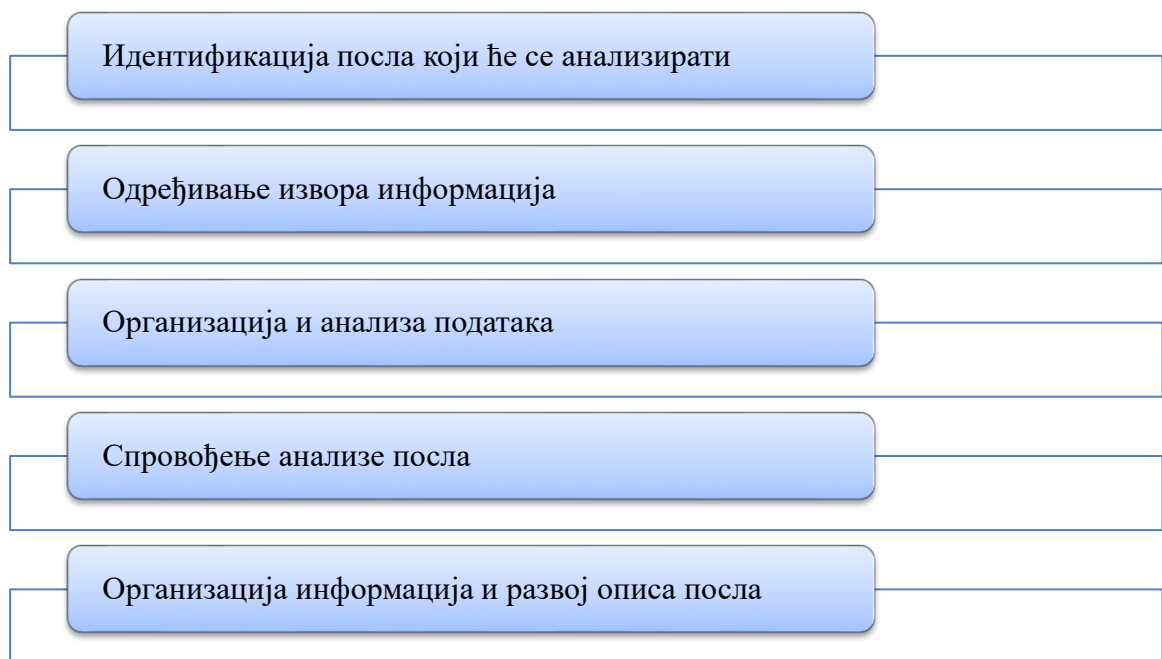 Идентификација посла који ће се анализирати
Одређивање извора информација
Организација и анализа података
Спровођење анализе посла
Организација информација и развој описа посла